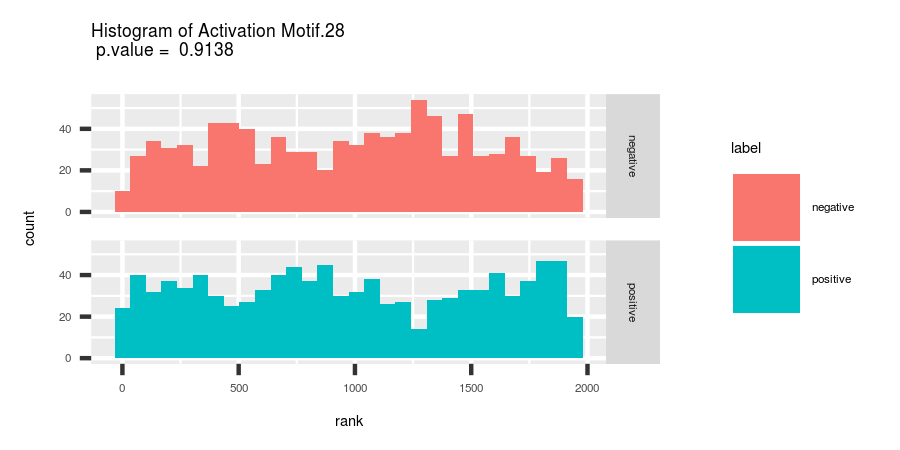 Histogram of Activation Motif.28
p.value = 0.9138
count
40
20
0
negative
40
20
0
positive
0 500 1000 1500 2000
rank
label
negative
positive